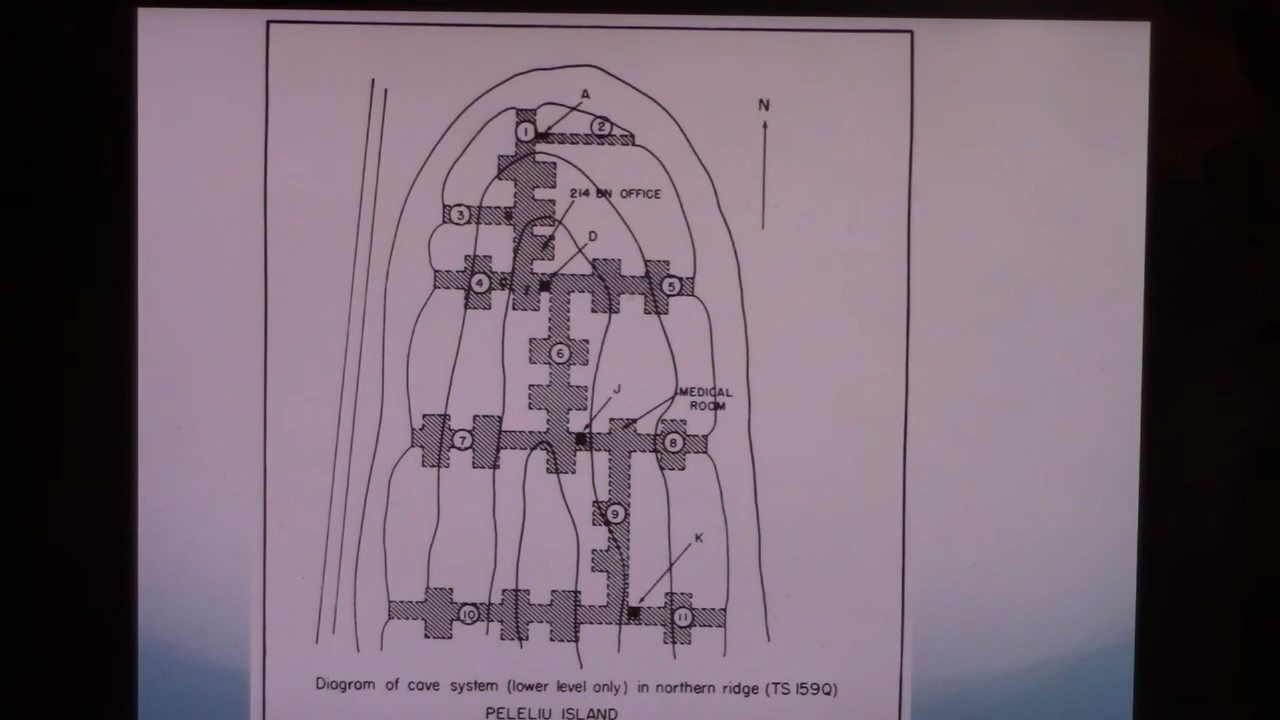 A
N
1
2
214 BN OFFICE
3
D
4
5
6
J
MEDICAL
ROOM
7
8
9
K
10
11
Diagram of cave system (lower level only) in northern ridge (TS 159Q)
PELELIU ISLAND